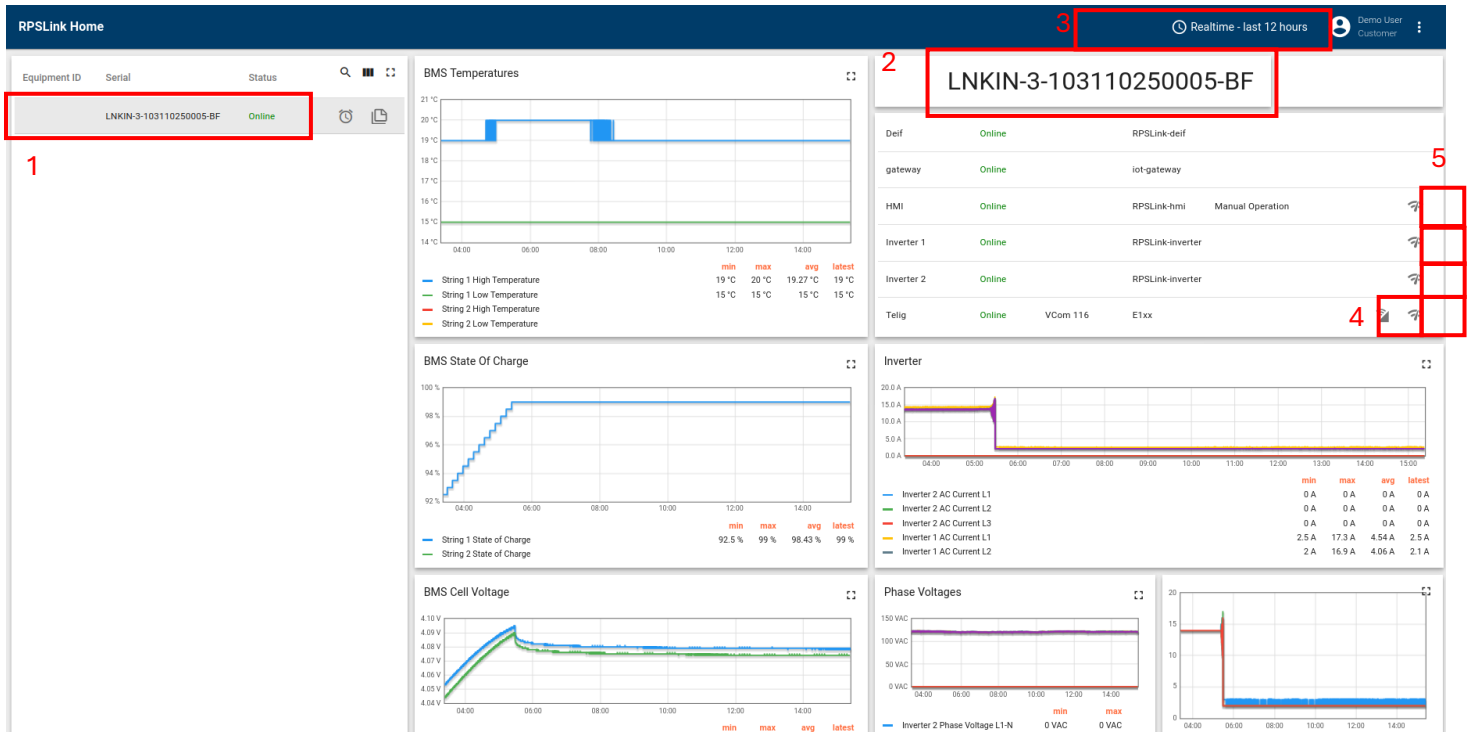 RPSLink Home
3
Realtime - last 12 hours
Demo User
Customer
Equipment ID Serial Status
LNKIN-3-103110250005-BF Online
1
BMS Temperatures
21 °C
20 °C
19 °C
18 °C
17 °C
16 °C
15 °C
14 °C
04:00 06:00 08:00 10:00 12:00 14:00
min max avg latest
String 1 High Temperature 19 °C 20 °C 19.27 °C 19 °C
String 1 Low Temperature 15 °C 15 °C 15 °C 15 °C
String 2 High Temperature
String 2 Low Temperature
2
LNKIN-3-103110250005-BF
Deif Online RPSLink-deif
5
gateway Online iot-gateway
HMI Online RPSLink-hmi Manual Operation
Inverter 1 Online RPSLink-inverter
Inverter 2 Online RPSLink-inverter
Telig Online VCom 116 E1xx
4
BMS State Of Charge
100 %
98 %
96 %
94 %
92 %
04:00 06:00 08:00 10:00 12:00 14:00
min max avg latest
String 1 State of Charge 92.5 % 99 % 98.43 % 99 %
String 2 State of Charge
Inverter
20.0 A
15.0 A
10.0 A
5.0 A
0.0 A
04:00 05:00 06:00 07:00 08:00 09:00 10:00 11:00 12:00 13:00 14:00 15:00
min max avg latest
Inverter 2 AC Current L1 0 A 0 A 0 A 0 A
Inverter 2 AC Current L2 0 A 0 A 0 A 0 A
Inverter 2 AC Current L3 0 A 0 A 0 A 0 A
Inverter 1 AC Current L1 2.5 A 17.3 A 4.54 A 2.5 A
Inverter 1 AC Current L2 2 A 16.9 A 4.06 A 2.1 A
BMS Cell Voltage
4.10 V
4.09 V
4.08 V
4.07 V
4.06 V
4.05 V
4.04 V
04:00 06:00 08:00 10:00 12:00 14:00
min max avg latest
Phase Voltages
150 VAC
100 VAC
50 VAC
0 VAC
04:00 06:00 08:00 10:00 12:00 14:00
min max
Inverter 2 Phase Voltage L1-N 0 VAC 0 VAC
20
15
10
5
0
04:00 06:00 08:00 10:00 12:00 14:00